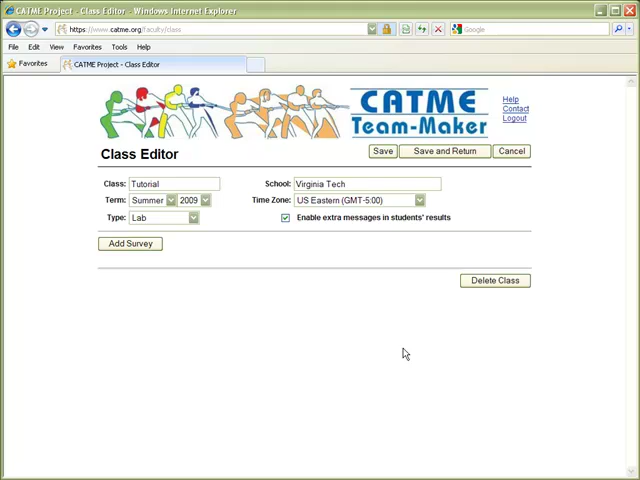 CATME Project - Class Editor - Windows Internet Explorer
https://www.catme.org/faculty/class
Google
File Edit View Favorites Tools Help
Favorites CATME Project - Class Editor
CATME
Team-Maker
Help
Contact
Logout
Class Editor
Save Save and Return Cancel
Class: Tutorial School: Virginia Tech
Term: Summer 2009 Time Zone: US Eastern (GMT-5:00)
Type: Lab Enable extra messages in students' results
Add Survey
Delete Class